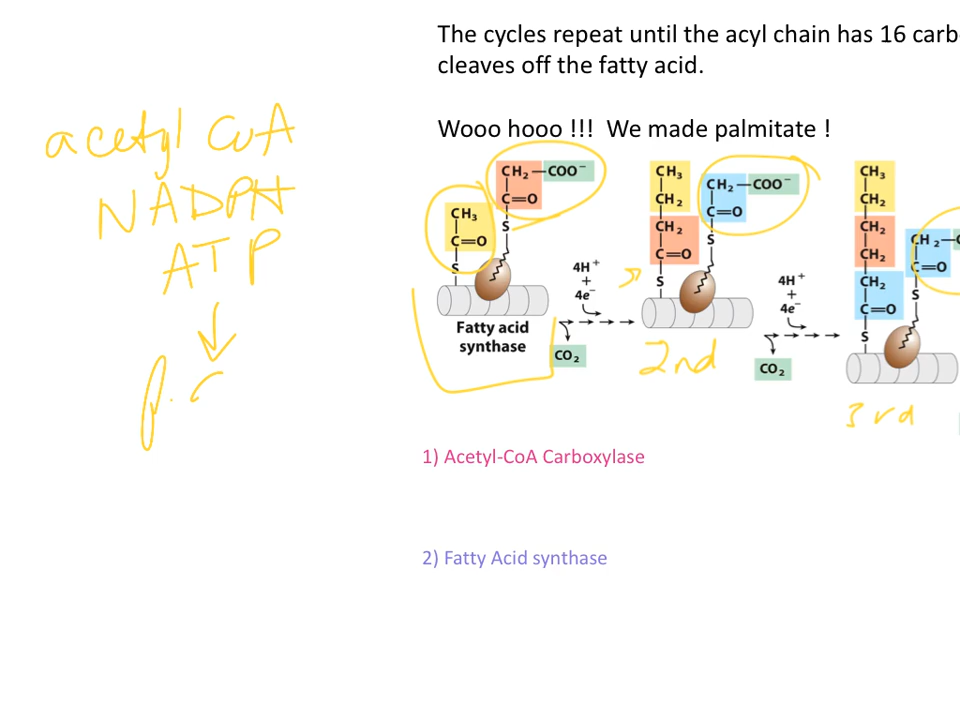 The cycles repeat until the acyl chain has 16 carb
cleaves off the fatty acid.
Wooo hooo !!!  We made palmitate !
acetyl CoA
NADPH
ATP
CH₂—COO⁻
C=O
S
CH₃
C=O
S
Fatty acid
synthase
4H⁺
+
4e⁻
CO₂
CH₃
CH₂
CH₂
C=O
S
CH₂—COO⁻
C=O
S
2nd
4H⁺
+
4e⁻
CO₂
CH₃
CH₂
CH₂
CH₂
CH₂
C=O
S
CH₂—
C=O
S
3rd
1) Acetyl-CoA Carboxylase
2) Fatty Acid synthase